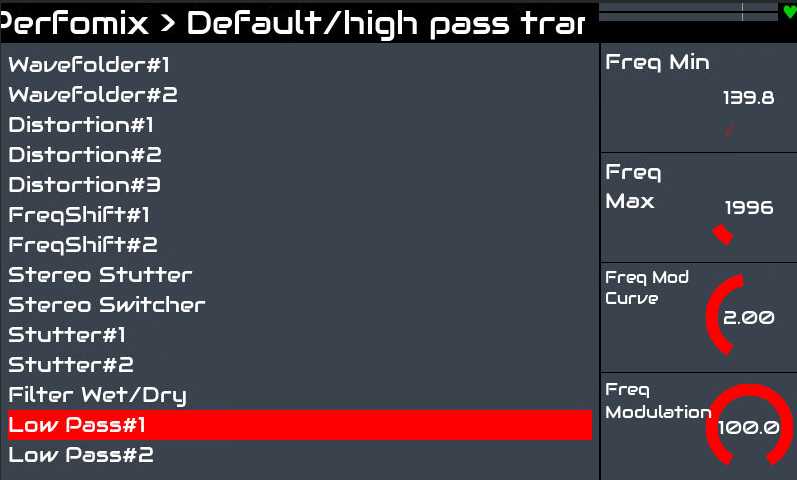 Perfomix > Default/high pass tran
Wavefolder#1
Wavefolder#2
Distortion#1
Distortion#2
Distortion#3
FreqShift#1
FreqShift#2
Stereo Stutter
Stereo Switcher
Stutter#1
Stutter#2
Filter Wet/Dry
Low Pass#1
Low Pass#2
Freq Min
139.8
Freq
Max
1996
Freq Mod
Curve
2.00
Freq
Modulation
100.0